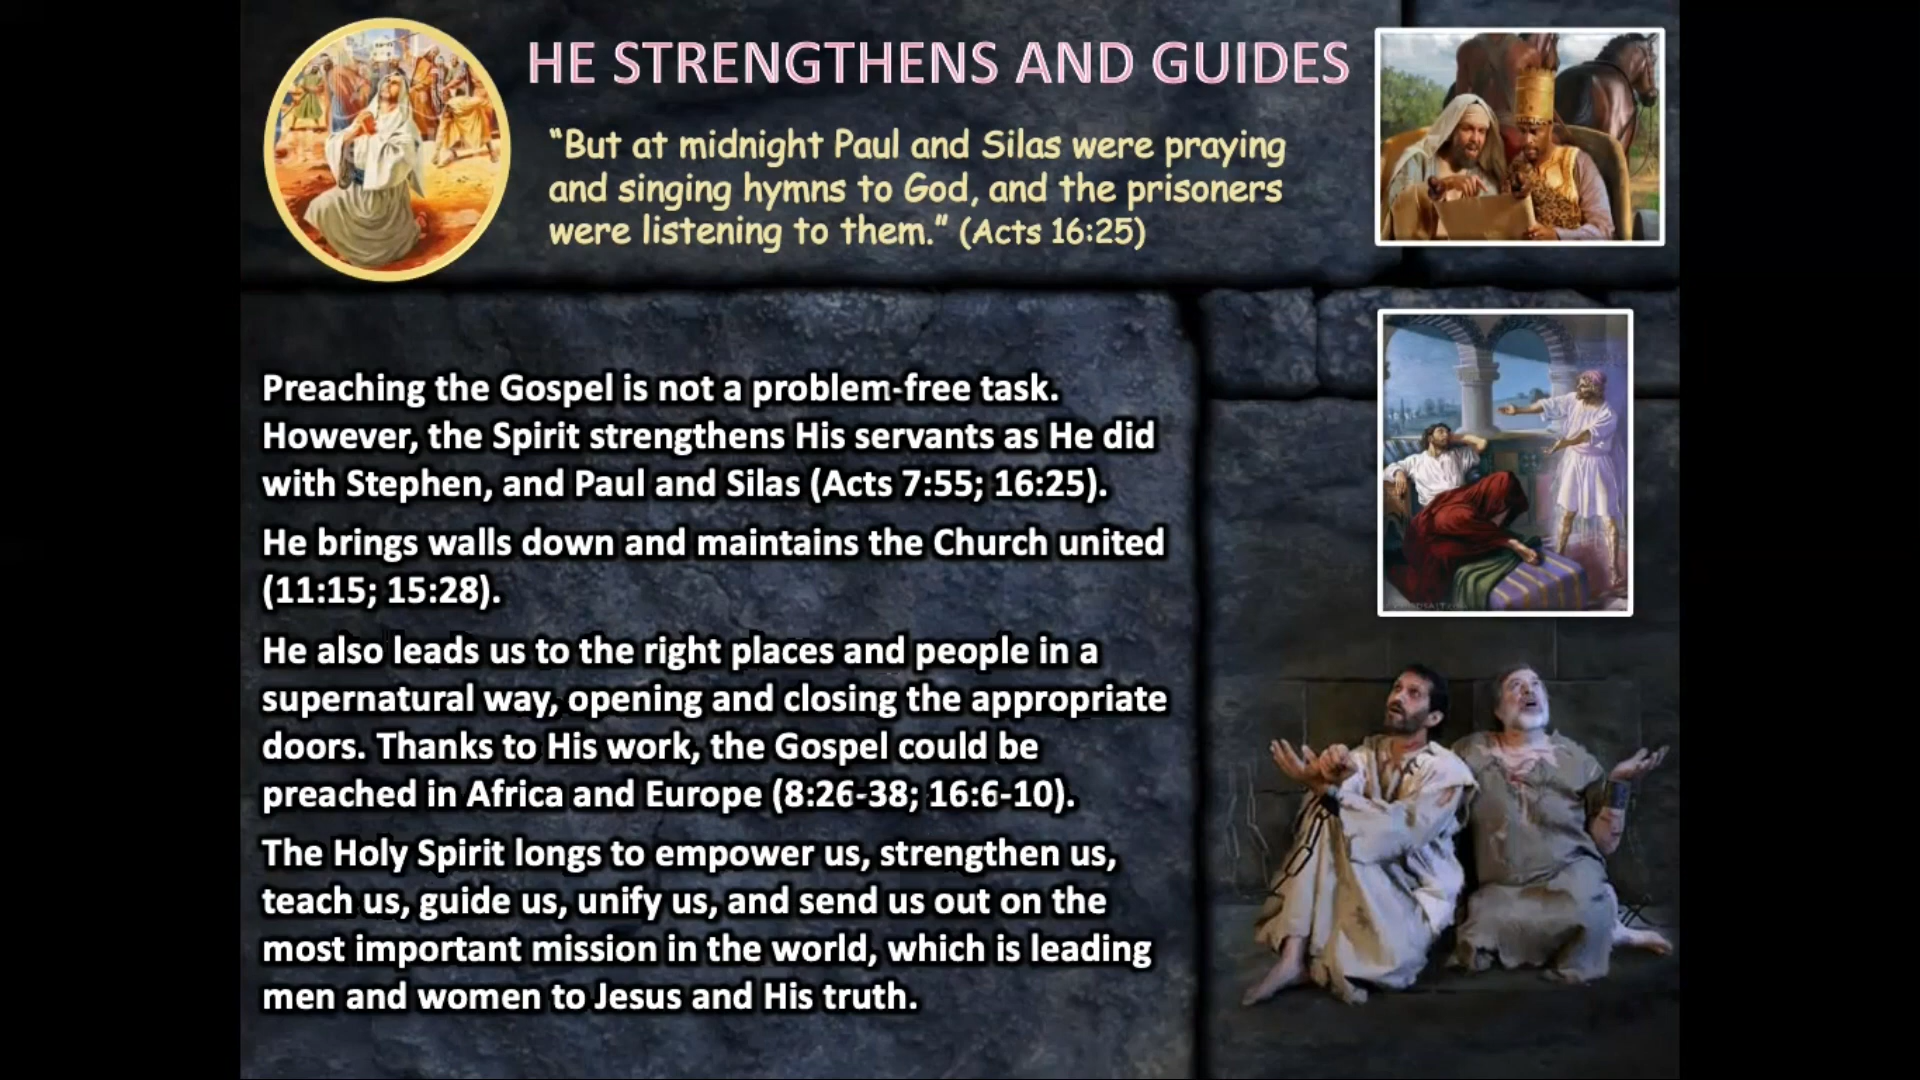 HE STRENGTHENS AND GUIDES
“But at midnight Paul and Silas were praying
and singing hymns to God, and the prisoners
were listening to them.” (Acts 16:25)
Preaching the Gospel is not a problem-free task.
However, the Spirit strengthens His servants as He did
with Stephen, and Paul and Silas (Acts 7:55; 16:25).
He brings walls down and maintains the Church united
(11:15; 15:28).
He also leads us to the right places and people in a
supernatural way, opening and closing the appropriate
doors. Thanks to His work, the Gospel could be
preached in Africa and Europe (8:26-38; 16:6-10).
The Holy Spirit longs to empower us, strengthen us,
teach us, guide us, unify us, and send us out on the
most important mission in the world, which is leading
men and women to Jesus and His truth.